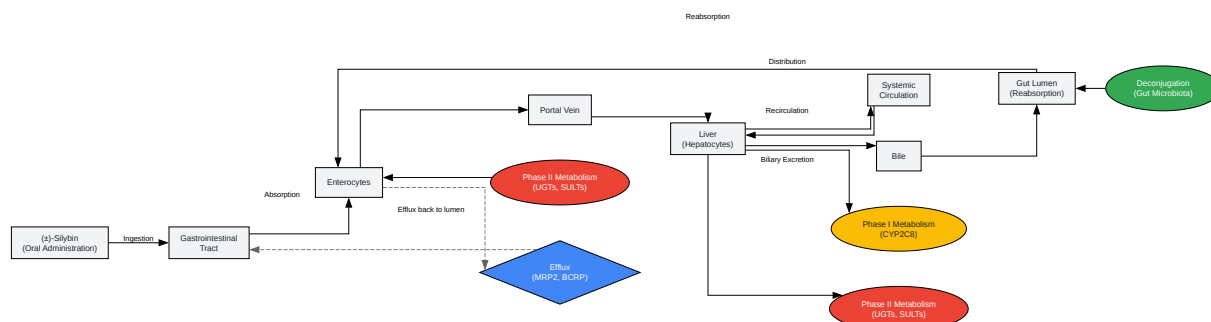 Reabsorption
Distribution
Systemic
Circulation
Gut Lumen
(Reabsorption)
Deconjugation
(Gut Microbiota)
Portal Vein
Recirculation
Liver
(Hepatocytes)
Biliary Excretion
Bile
Enterocytes
Phase II Metabolism
(UGTs, SULTs)
Absorption
Efflux back to lumen
Phase I Metabolism
(CYP2C8)
(±)-Silybin
(Oral Administration)
Ingestion
Gastrointestinal
Tract
Efflux
(MRP2, BCRP)
Phase II Metabolism
(UGTs, SULTs)